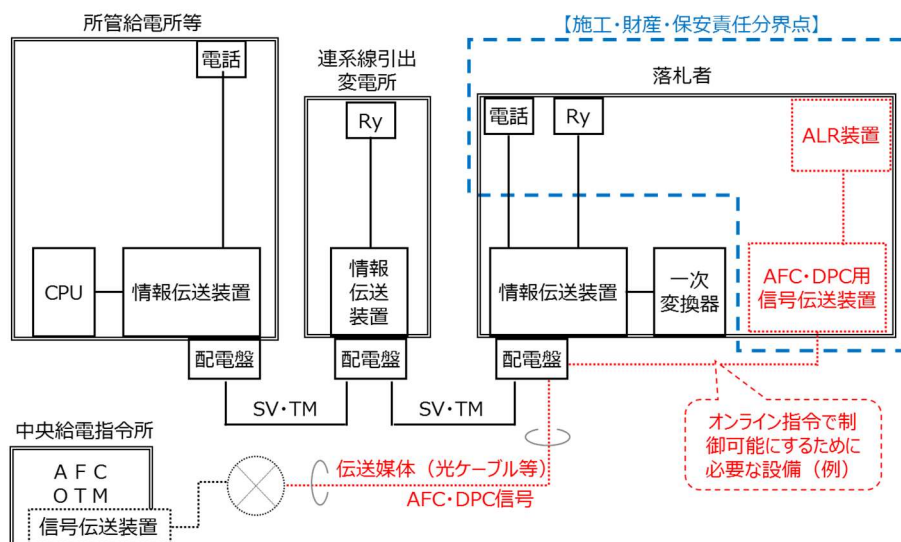 所管給電所等
【施工・財産・保安責任分界点】
連系線引出
変電所
落札者
電話
Ry
電話
Ry
ALR装置
CPU
情報伝送装置
情報
伝送
装置
情報伝送装置
一次
変換器
AFC・DPC用
信号伝送装置
配電盤
配電盤
配電盤
SV・TM
SV・TM
オンライン指令で制
御可能にするために
必要な設備（例）
中央給電指令所
AFC
OTM
信号伝送装置
伝送媒体（光ケーブル等）
AFC・DPC信号